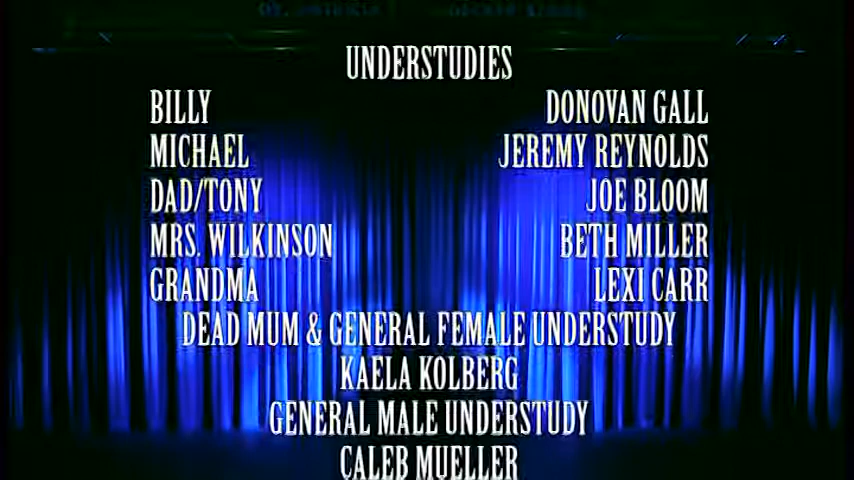 UNDERSTUDIES
BILLY DONOVAN GALL
MICHAEL JEREMY REYNOLDS
DAD/TONY JOE BLOOM
MRS. WILKINSON BETH MILLER
GRANDMA LEXI CARR
DEAD MUM & GENERAL FEMALE UNDERSTUDY
KAELA KOLBERG
GENERAL MALE UNDERSTUDY
CALEB MUELLER